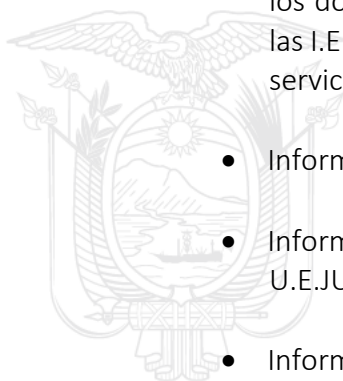 los do
las I.E
servic
• Inform
• Inform
U.E.JU
• Inform